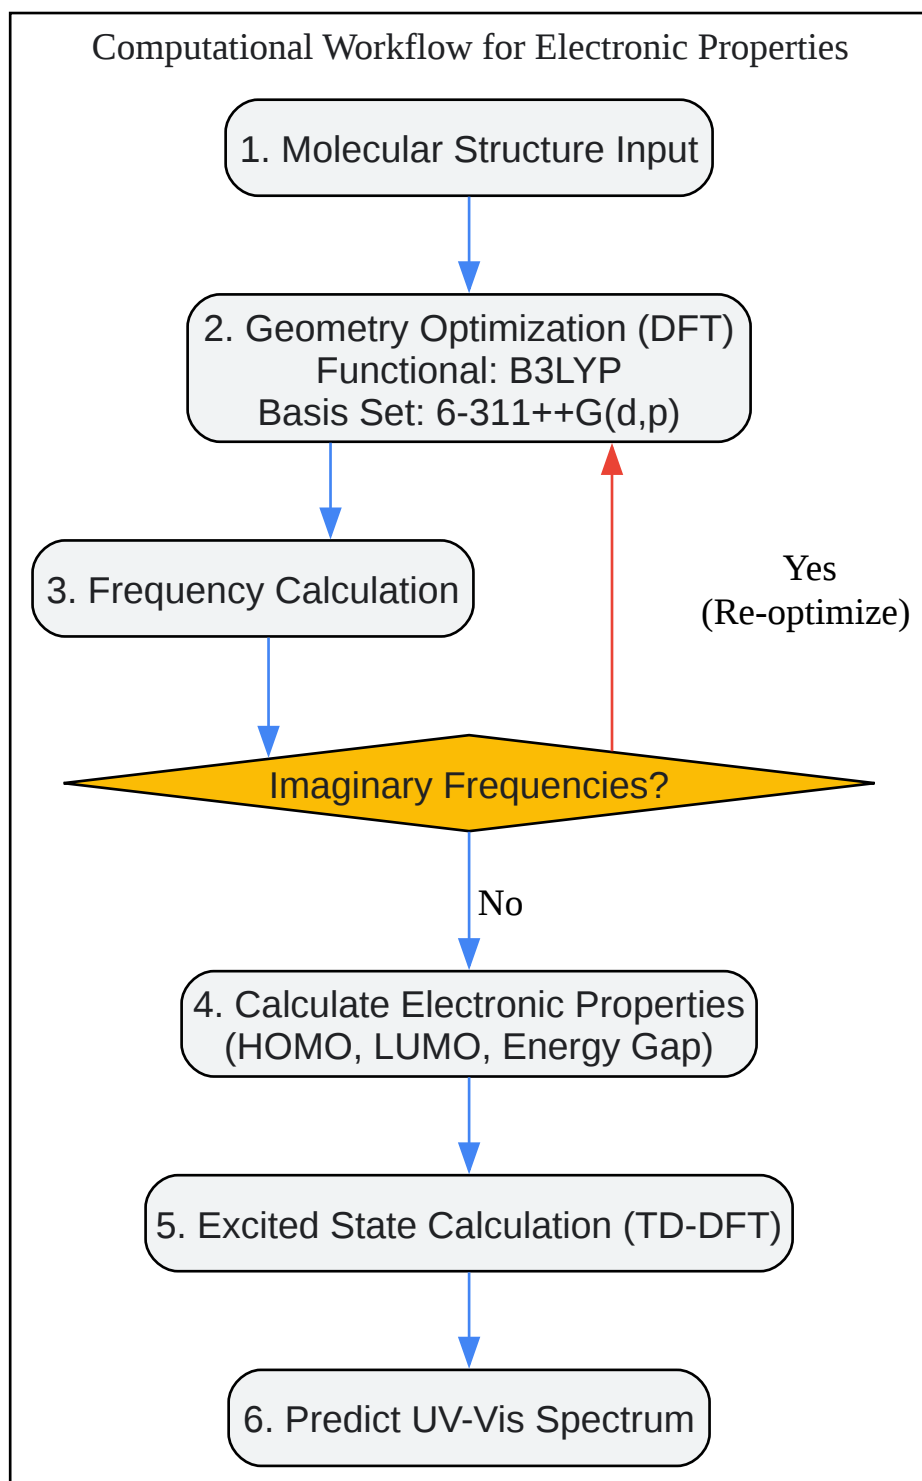 Computational Workflow for Electronic Properties
1. Molecular Structure Input
2. Geometry Optimization (DFT)
Functional: B3LYP
Basis Set: 6-311++G(d,p)
3. Frequency Calculation
Yes
(Re-optimize)
Imaginary Frequencies?
No
4. Calculate Electronic Properties
(HOMO, LUMO, Energy Gap)
5. Excited State Calculation (TD-DFT)
6. Predict UV-Vis Spectrum